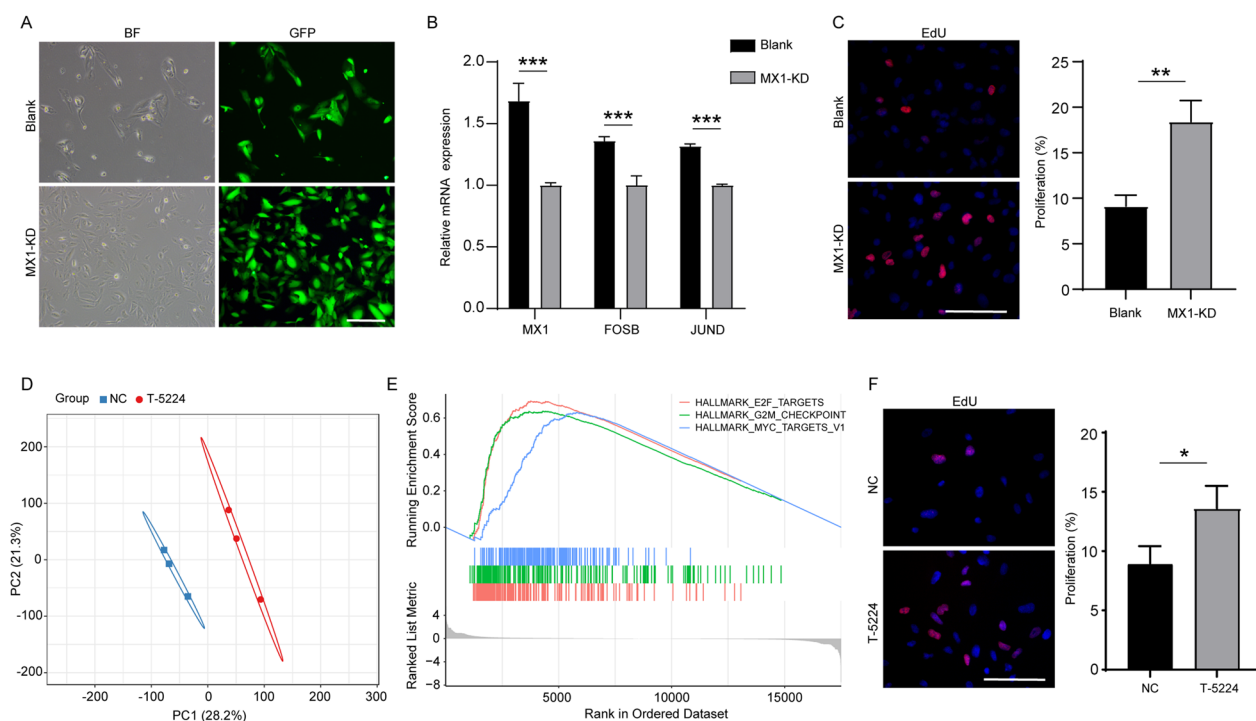 A
BF
GFP
Blank
MX1-KD
B
Relative mRNA expression
2.0
1.5
1.0
0.5
0.0
***
***
***
MX1
FOSB
JUND
Blank
MX1-KD
C
EdU
Blank
MX1-KD
Proliferation (%)
25
20
15
10
5
0
**
Blank
MX1-KD
D
Group
NC
T-5224
PC2 (21.3%)
200
100
0
-100
-200
-200
-100
0
100
200
300
PC1 (28.2%)
E
Running Enrichment Score
0.6
0.4
0.2
0.0
HALLMARK_E2F_TARGETS
HALLMARK_G2M_CHECKPOINT
HALLMARK_MYC_TARGETS_V1
Ranked List Metric
4
0
-4
-8
5000
10000
15000
Rank in Ordered Dataset
F
EdU
NC
T-5224
Proliferation (%)
20
15
10
5
0
*
NC
T-5224